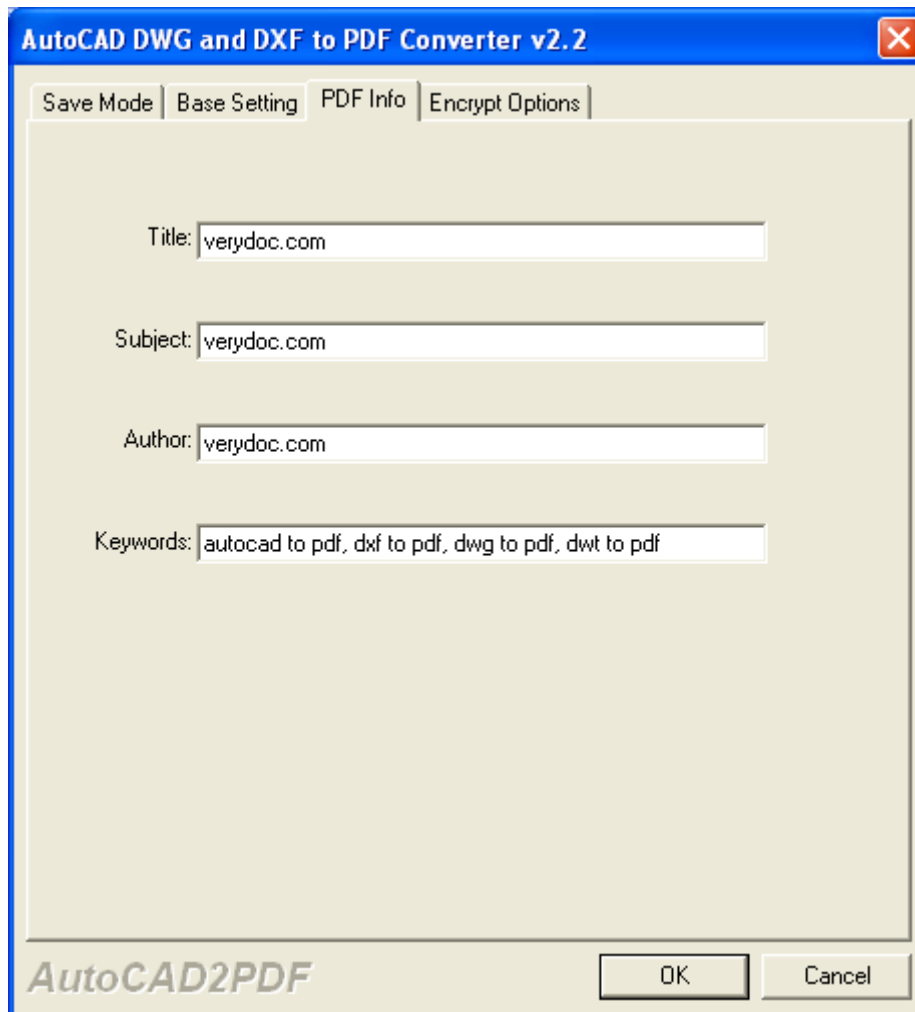 AutoCAD DWG and DXF to PDF Converter v2.2
Save Mode Base Setting PDF Info Encrypt Options
Title: verydoc.com
Subject: verydoc.com
Author: verydoc.com
Keywords: autocad to pdf, dxf to pdf, dwg to pdf, dwt to pdf
AutoCAD2PDF OK Cancel